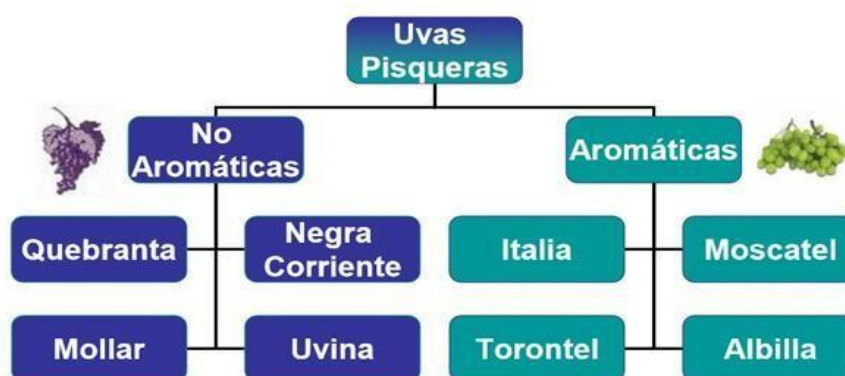 Uvas
Pisqueras
No
Aromáticas
Aromáticas
Quebranta
Negra
Corriente
Italia
Moscatel
Mollar
Uvina
Torontel
Albilla